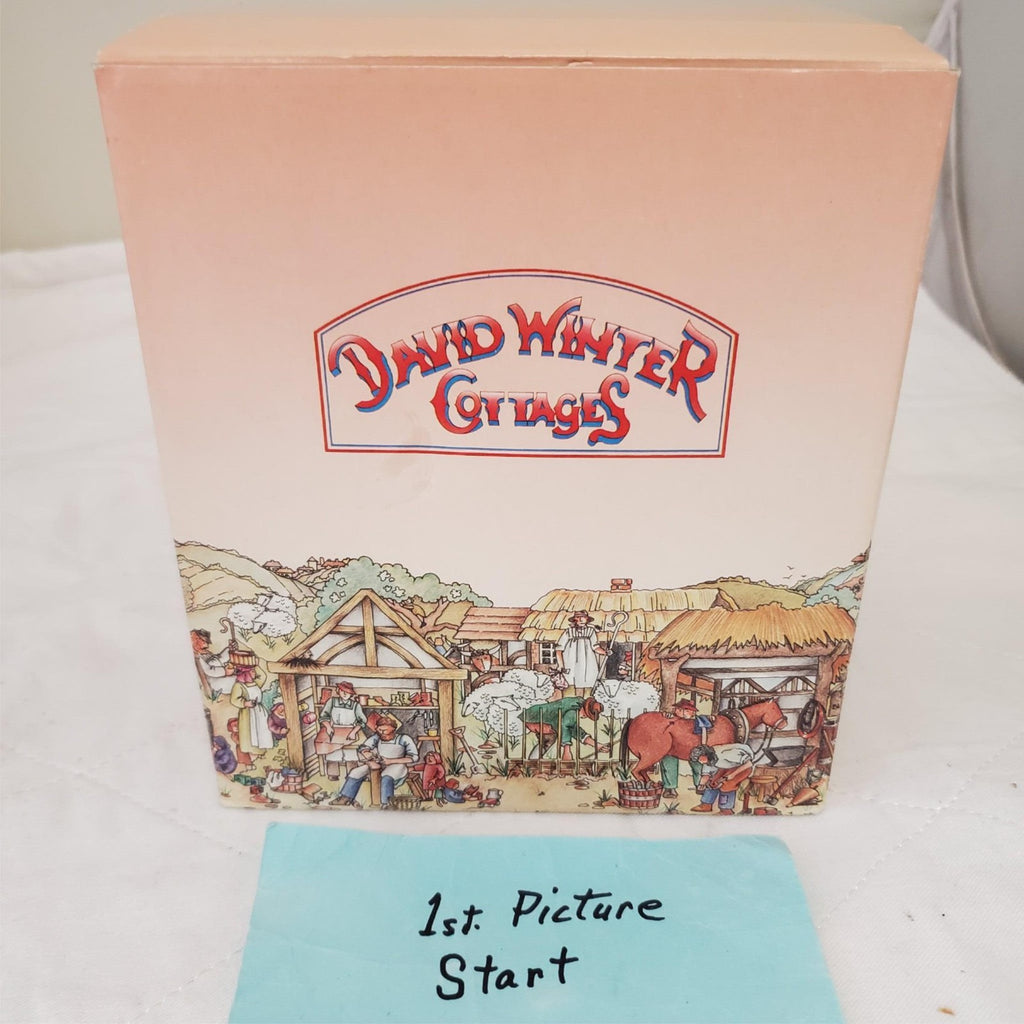 DAVID WINTER
COTTAGES
1st. Picture
Start